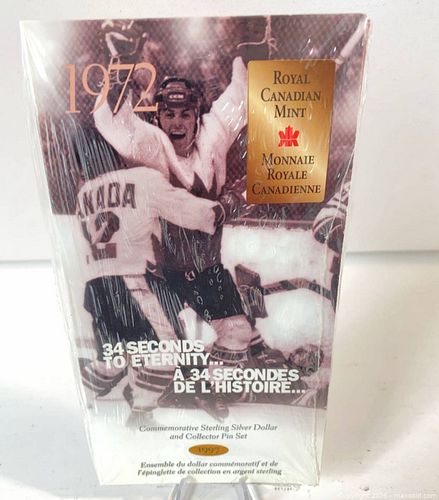 1972
ROYAL
CANADIAN
MINT
MONNAIE
ROYALE
CANADIENNE
NADA
12
34 SECONDS
TO ETERNITY...
À 34 SECONDES
DE L'HISTOIRE...
Commemorative Sterling Silver Dollar
and Collector Pin Set
1997
Ensemble du dollar commémoratif et de
l'épinglette de collection en argent sterling